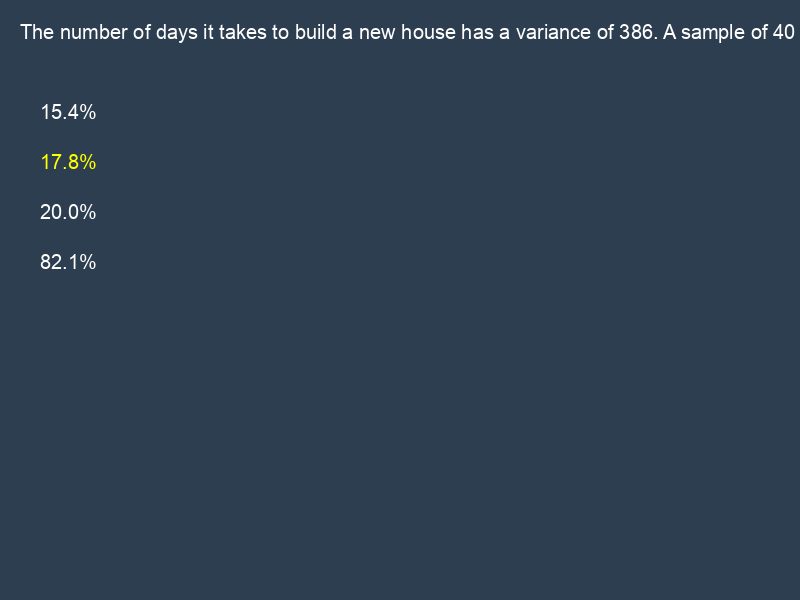 The number of days it takes to build a new house has a variance of 386. A sample of 40
15.4%
17.8%
20.0%
82.1%